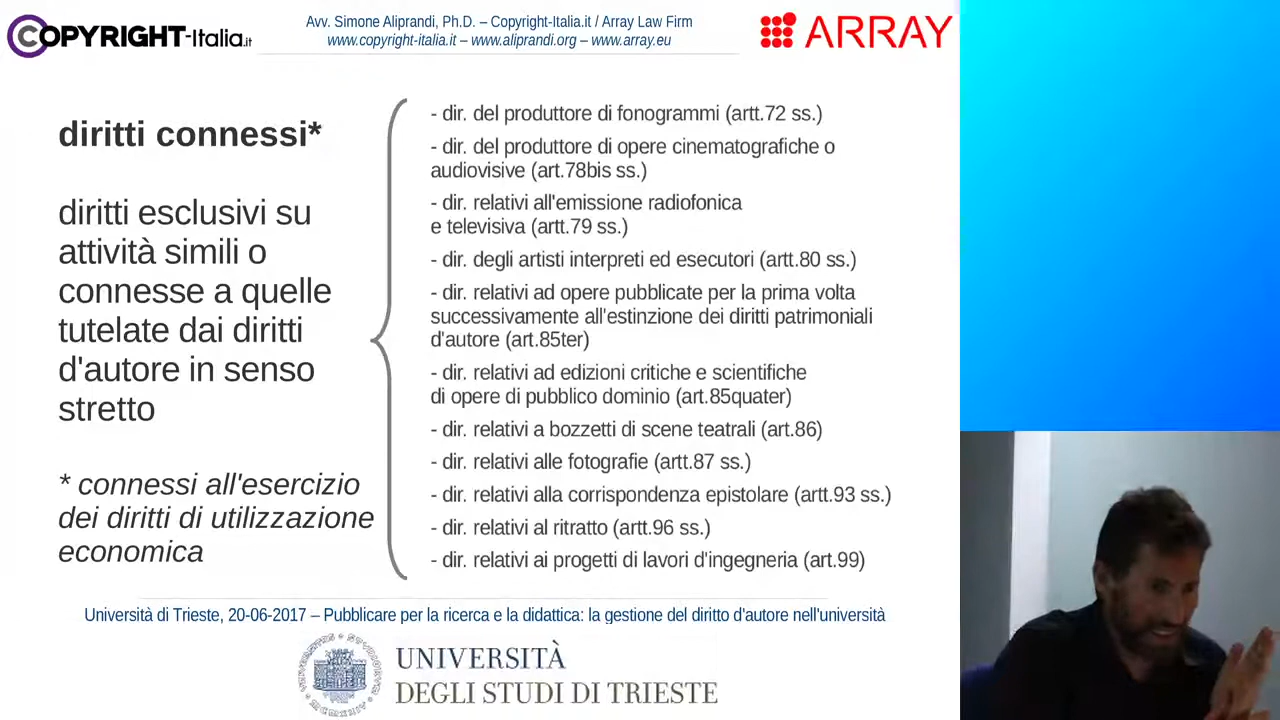 COPYRIGHT-Italia.it
Avv. Simone Aliprandi, Ph.D. – Copyright-Italia.it / Array Law Firm
www.copyright-italia.it – www.aliprandi.org – www.array.eu
ARRAY
diritti connessi*
diritti esclusivi su
attività simili o
connesse a quelle
tutelate dai diritti
d'autore in senso
stretto
* connessi all'esercizio
dei diritti di utilizzazione
economica
- dir. del produttore di fonogrammi (artt.72 ss.)
- dir. del produttore di opere cinematografiche o
audiovisive (art.78bis ss.)
- dir. relativi all'emissione radiofonica
e televisiva (artt.79 ss.)
- dir. degli artisti interpreti ed esecutori (artt.80 ss.)
- dir. relativi ad opere pubblicate per la prima volta
successivamente all'estinzione dei diritti patrimoniali
d'autore (art.85ter)
- dir. relativi ad edizioni critiche e scientifiche
di opere di pubblico dominio (art.85quater)
- dir. relativi a bozzetti di scene teatrali (art.86)
- dir. relativi alle fotografie (artt.87 ss.)
- dir. relativi alla corrispondenza epistolare (artt.93 ss.)
- dir. relativi al ritratto (artt.96 ss.)
- dir. relativi ai progetti di lavori d'ingegneria (art.99)
Università di Trieste, 20-06-2017 – Pubblicare per la ricerca e la didattica: la gestione del diritto d'autore nell'università
UNIVERSITÀ
DEGLI STUDI DI TRIESTE